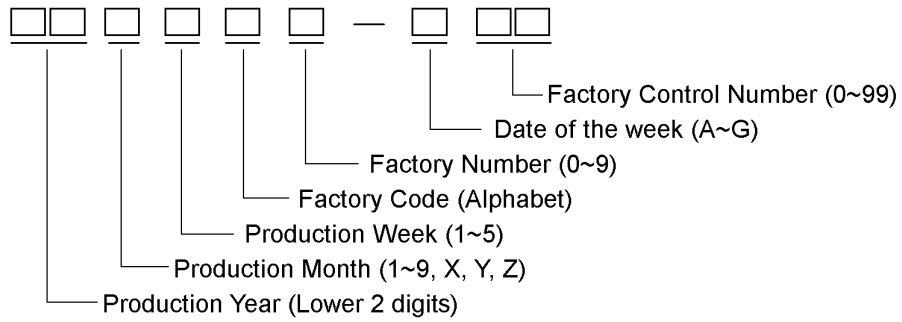 Factory Control Number (0~99)
Date of the week (A~G)
Factory Number (0~9)
Factory Code (Alphabet)
Production Week (1~5)
Production Month (1~9, X, Y, Z)
Production Year (Lower 2 digits)